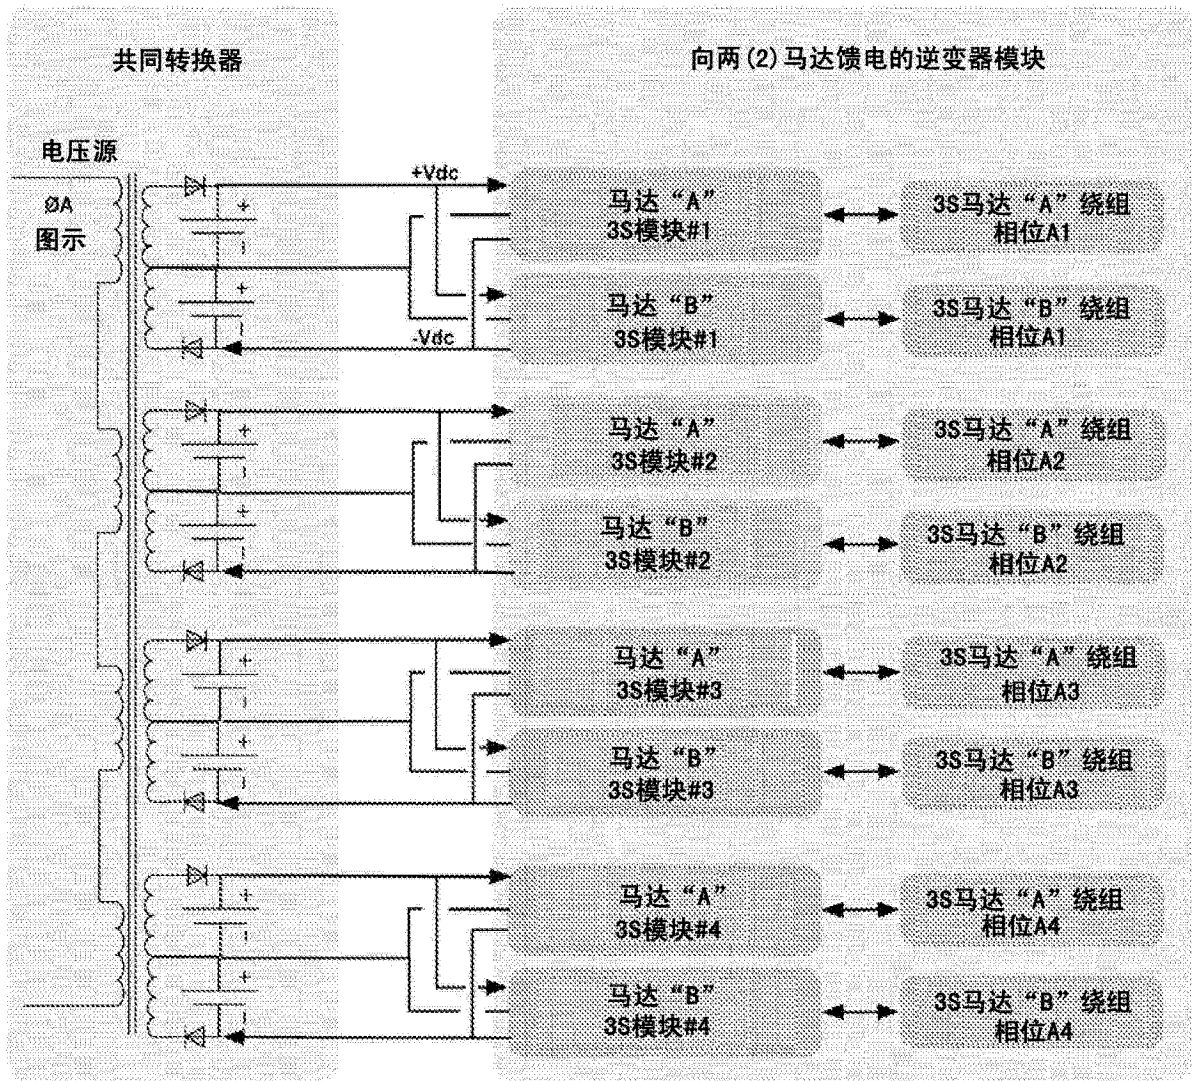 共同转换器
向两(2)马达馈电的逆变器模块
电压源
ØA
图示
+Vdc
-Vdc
+
-
+
-
马达“A”
3S模块#1
3S马达“A”绕组
相位A1
马达“B”
3S模块#1
3S马达“B”绕组
相位A1
+
-
+
-
马达“A”
3S模块#2
3S马达“A”绕组
相位A2
马达“B”
3S模块#2
3S马达“B”绕组
相位A2
+
-
+
-
马达“A”
3S模块#3
3S马达“A”绕组
相位A3
马达“B”
3S模块#3
3S马达“B”绕组
相位A3
+
-
+
-
马达“A”
3S模块#4
3S马达“A”绕组
相位A4
马达“B”
3S模块#4
3S马达“B”绕组
相位A4